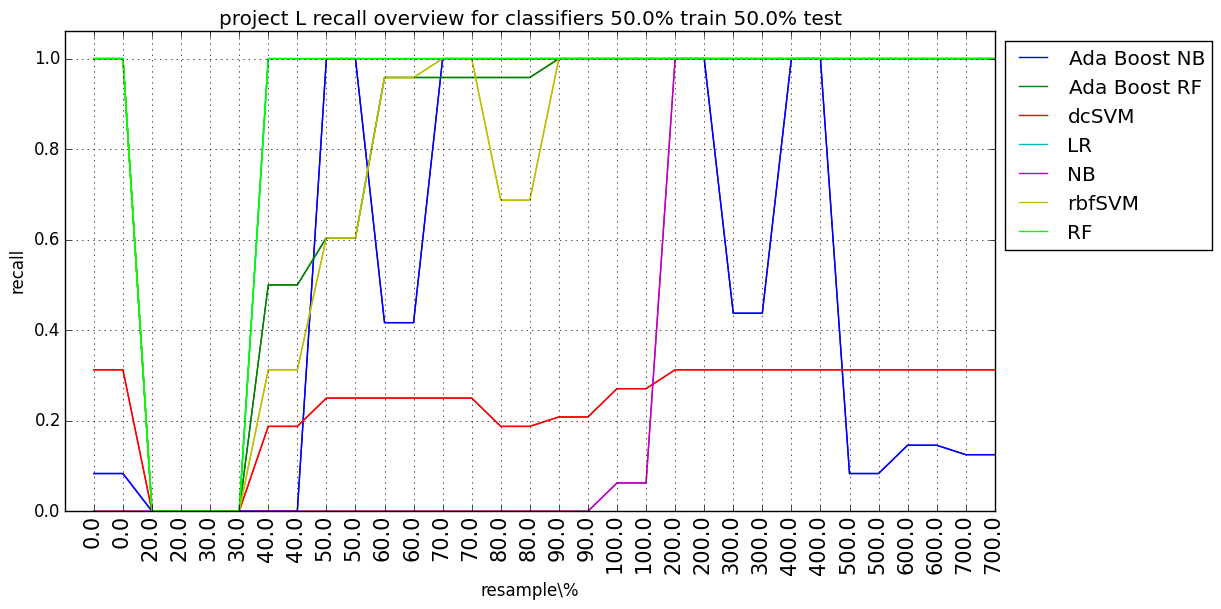 project L recall overview for classifiers 50.0% train 50.0% test
1.0
0.8
0.6
0.4
0.2
0.0
recall
0.0 0.0 20.0 20.0 30.0 30.0 40.0 40.0 50.0 50.0 60.0 60.0 70.0 70.0 80.0 80.0 90.0 90.0 100.0 100.0 200.0 200.0 300.0 300.0 400.0 400.0 500.0 500.0 600.0 600.0 700.0 700.0
resample\%
Ada Boost NB
Ada Boost RF
dcSVM
LR
NB
rbfSVM
RF